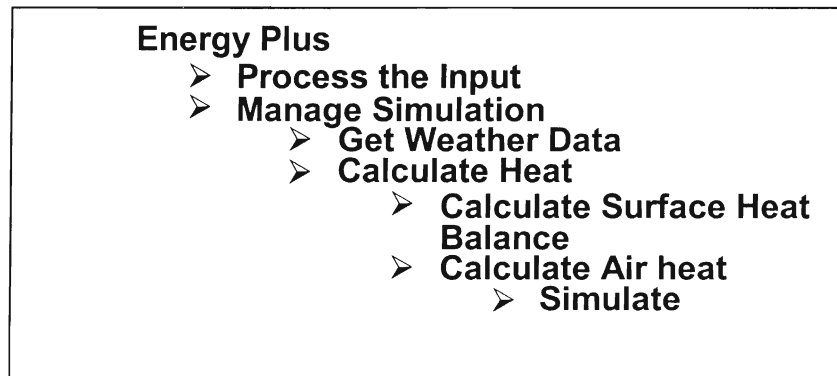 Energy Plus
➢ Process the Input
➢ Manage Simulation
➢ Get Weather Data
➢ Calculate Heat
➢ Calculate Surface Heat
Balance
➢ Calculate Air heat
➢ Simulate